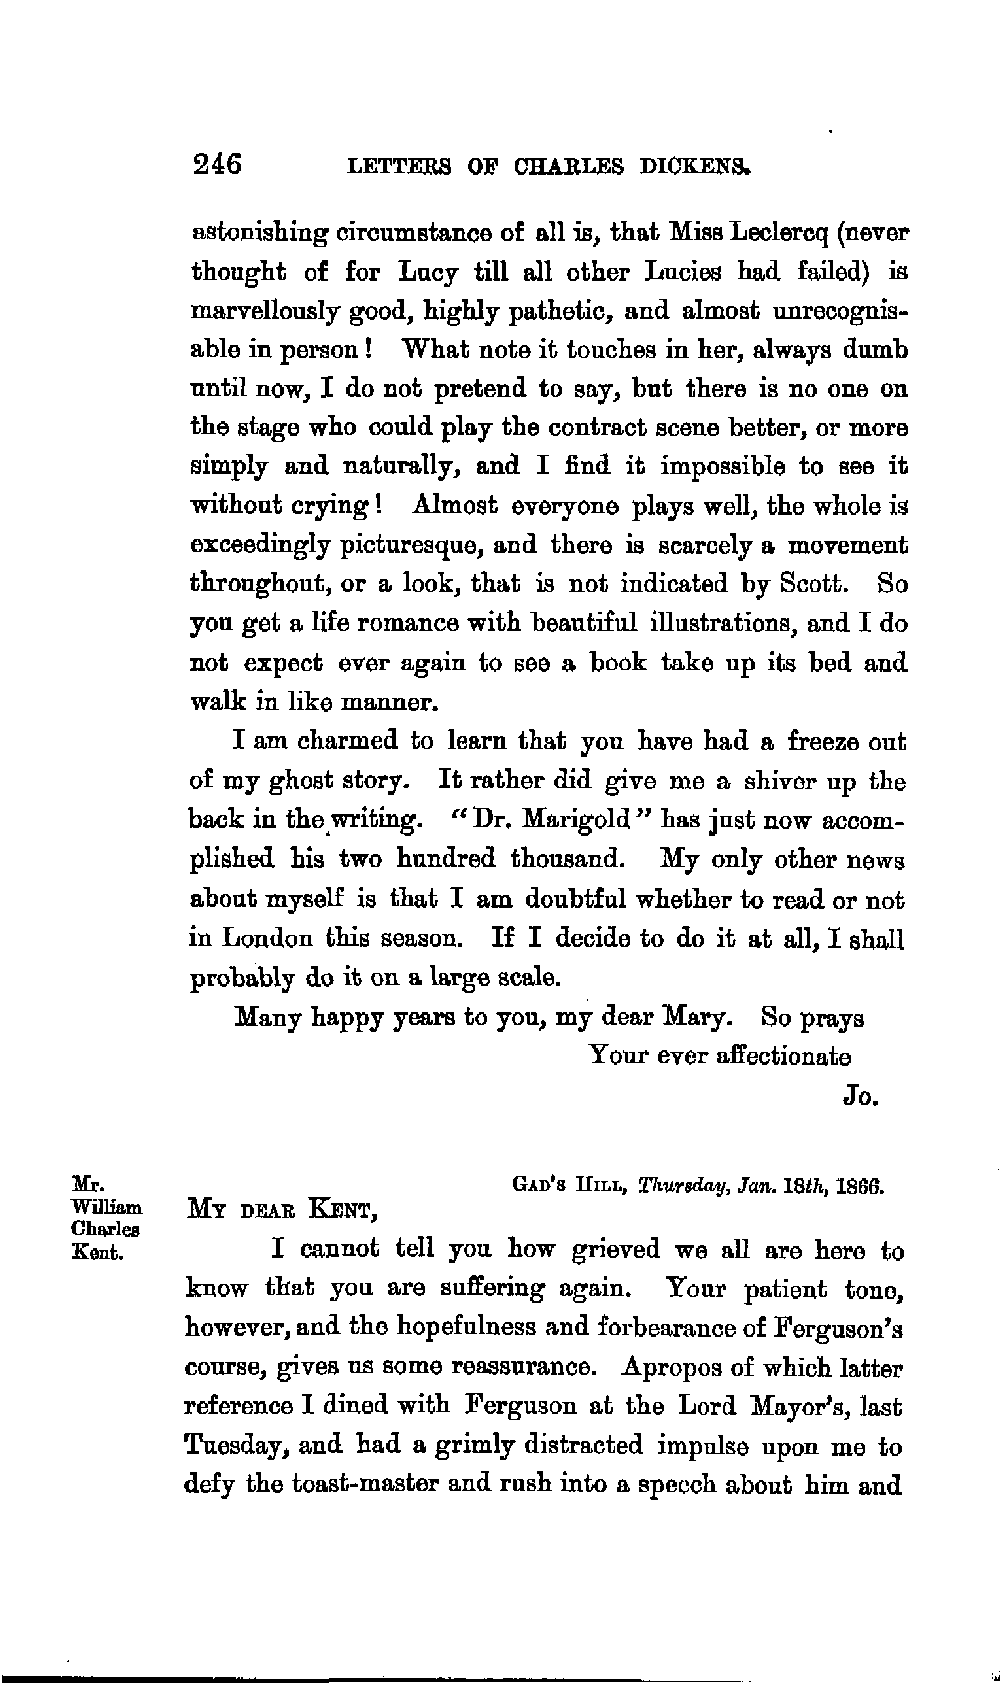 246 LETTERS OF CHARLES DICKENS.
astonishing circumstance of all is, that Miss Leclercq (never
thought of for Lucy till all other Lucies had failed) is
marvellously good, highly pathetic, and almost unrecognis-
able in person! What note it touches in her, always dumb
until now, I do not pretend to say, but there is no one on
the stage who could play the contract scene better, or more
simply and naturally, and I find it impossible to see it
without crying! Almost everyone plays well, the whole is
exceedingly picturesque, and there is scarcely a movement
throughout, or a look, that is not indicated by Scott. So
you get a life romance with beautiful illustrations, and I do
not expect ever again to see a book take up its bed and
walk in like manner.
I am charmed to learn that you have had a freeze out
of my ghost story. It rather did give me a shiver up the
back in the writing. “Dr. Marigold” has just now accom-
plished his two hundred thousand. My only other news
about myself is that I am doubtful whether to read or not
in London this season. If I decide to do it at all, I shall
probably do it on a large scale.
Many happy years to you, my dear Mary. So prays
Your ever affectionate
Jo.
Mr.
William
Charles
Kent.
GAD'S HILL, Thursday, Jan. 18th, 1866.
MY DEAR KENT,
I cannot tell you how grieved we all are here to
know that you are suffering again. Your patient tone,
however, and the hopefulness and forbearance of Ferguson's
course, gives us some reassurance. Apropos of which latter
reference I dined with Ferguson at the Lord Mayor's, last
Tuesday, and had a grimly distracted impulse upon me to
defy the toast-master and rush into a speech about him and